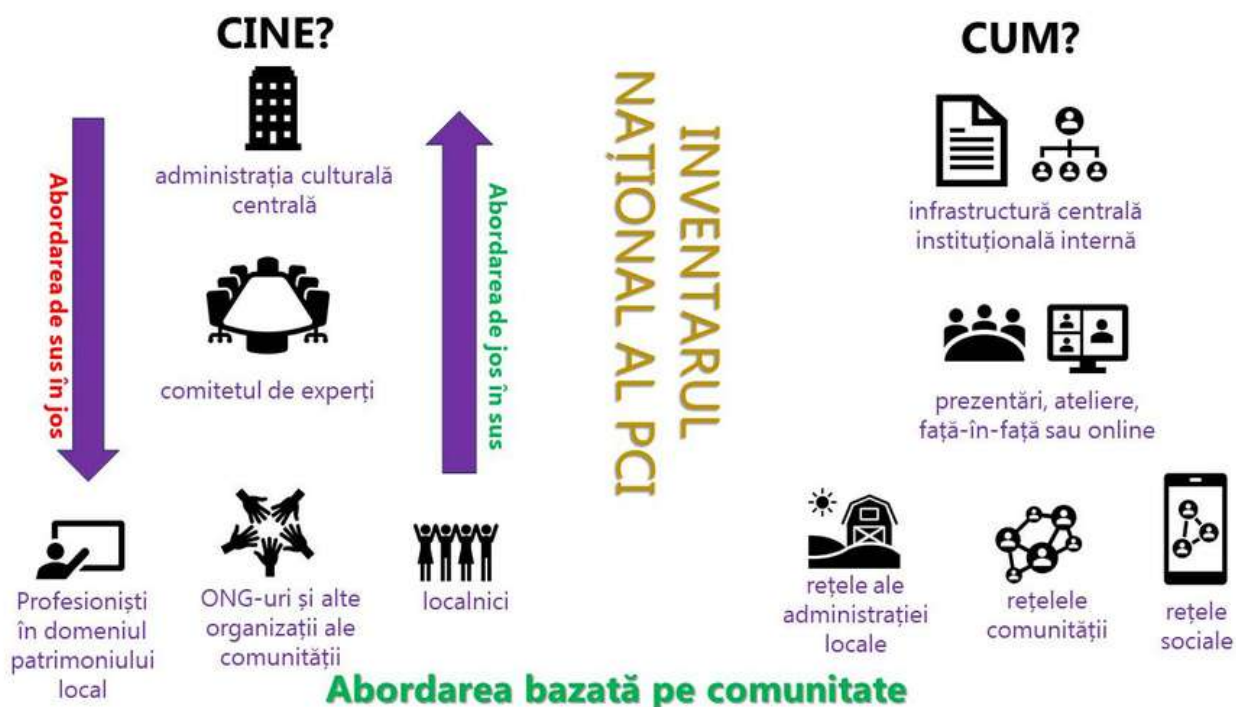 CINE?
administrația culturală
centrală
Abordarea de sus în jos
Abordarea de jos în sus
comitetul de experți
Profesioniști
în domeniul
patrimoniului
local
ONG-uri și alte
organizații ale
comunității
localnici
INVENTARUL
NAȚIONAL AL PCI
CUM?
infrastructură centrală
instituțonală internă
prezentări, ateliere,
față-în-față sau online
rețele ale
administrației
locale
rețelele
comunității
rețele
sociale
Abordarea bazată pe comunitate